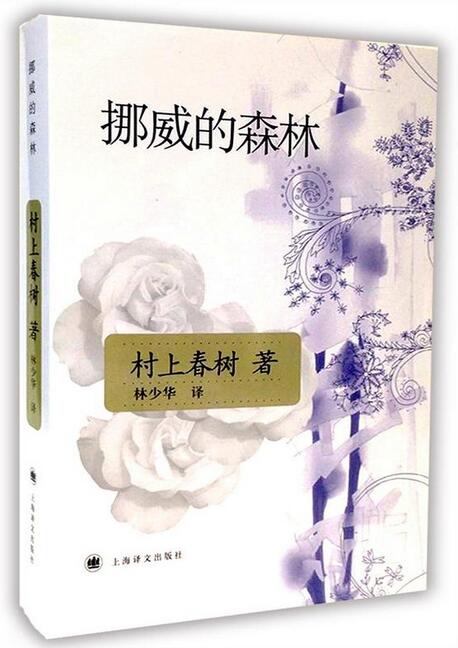 挪威的森林
村上春树 著
林少华 译
上海译文出版社
挪威的森林
村上春树 著
林少华 译
上海译文出版社